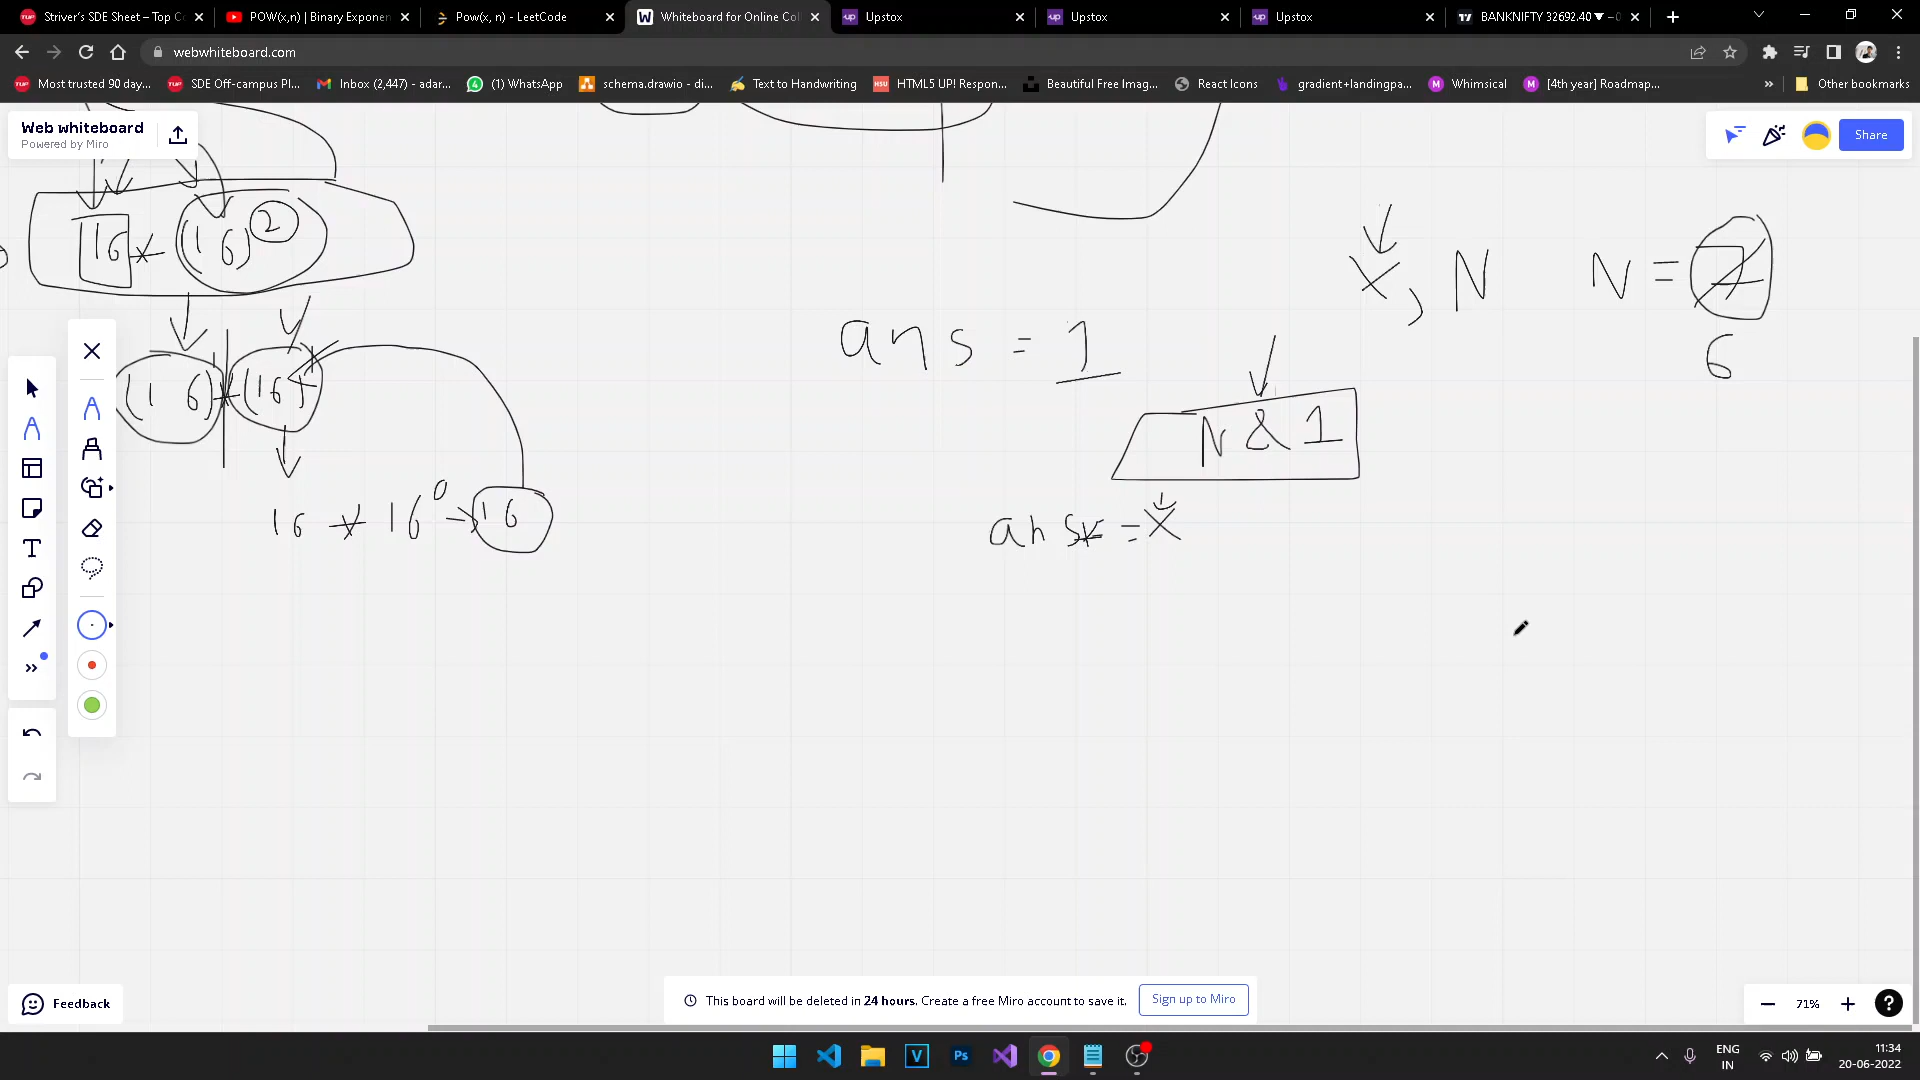 Striver's SDE Sheet – Top C
POW(x,n) | Binary Exponen
Pow(x, n) - LeetCode
Whiteboard for Online Col
Upstox
Upstox
Upstox
BANKNIFTY 32692.40 ▼ −0
webwhiteboard.com
Most trusted 90 day...
SDE Off-campus Pl...
Inbox (2,447) - adar...
(1) WhatsApp
schema.drawio - di...
Text to Handwriting
HTML5 UP! Respon...
Beautiful Free Imag...
React Icons
gradient+landingpa...
Whimsical
[4th year] Roadmap...
»
Other bookmarks
Web whiteboard
Powered by Miro
Share
16 * (16)²
x, N N = 7
6
ans = 1
(16) * (16)
N & 1
16 * 16⁰ → 16
ans* = x
Feedback
This board will be deleted in 24 hours. Create a free Miro account to save it.
Sign up to Miro
71%
ENG
IN
11:34
20-06-2022